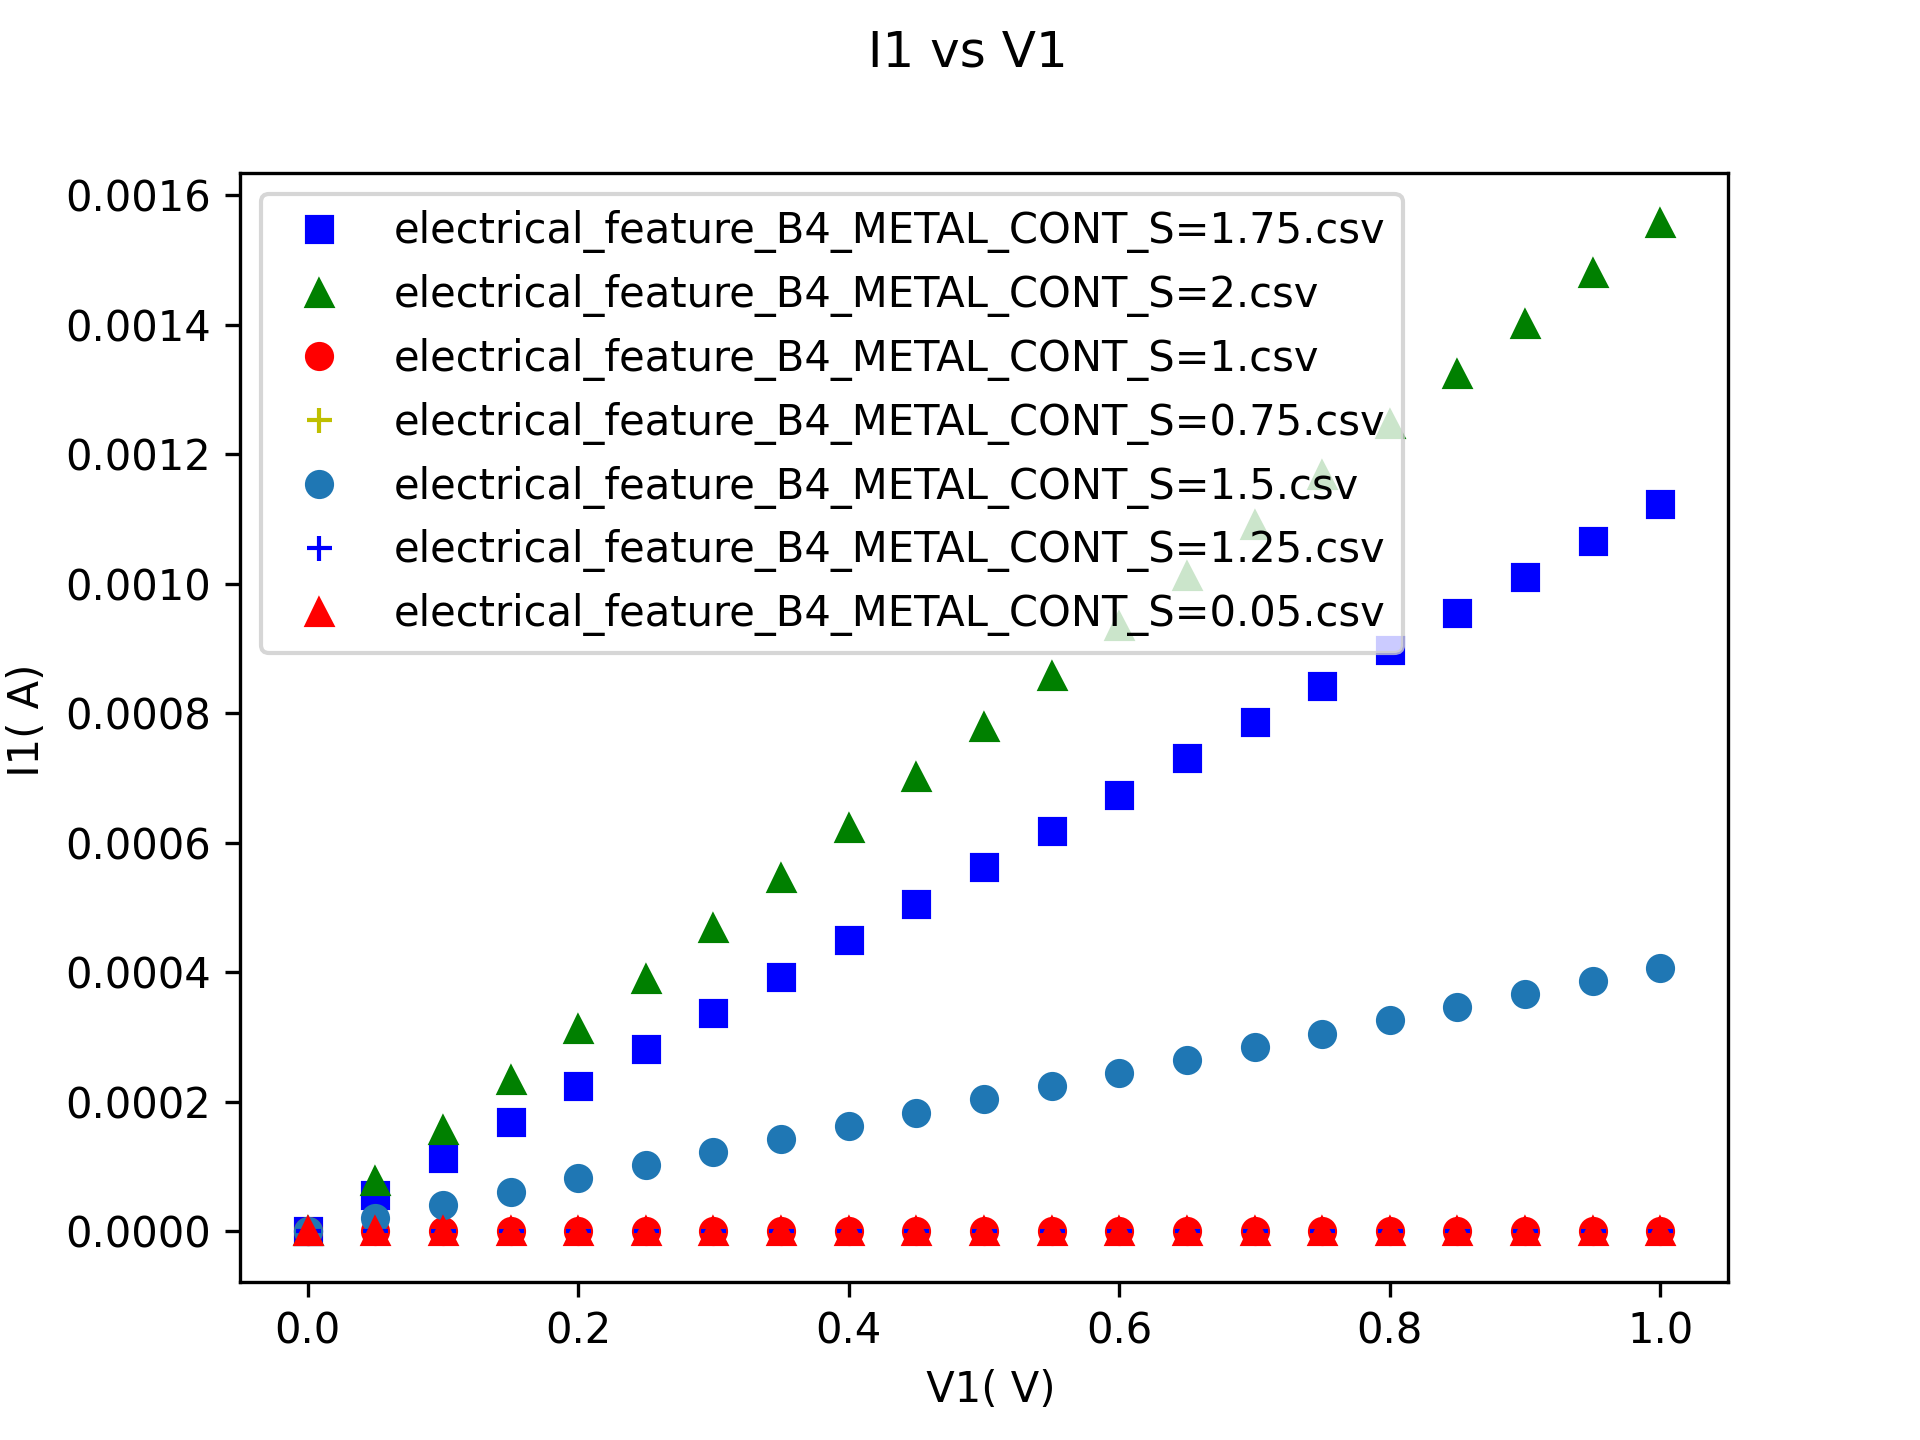 I1 vs V1
0.0016
0.0014
0.0012
0.0010
0.0008
0.0006
0.0004
0.0002
0.0000
I1( A)
electrical_feature_B4_METAL_CONT_S=1.75.csv
electrical_feature_B4_METAL_CONT_S=2.csv
electrical_feature_B4_METAL_CONT_S=1.csv
electrical_feature_B4_METAL_CONT_S=0.75.csv
electrical_feature_B4_METAL_CONT_S=1.5.csv
electrical_feature_B4_METAL_CONT_S=1.25.csv
electrical_feature_B4_METAL_CONT_S=0.05.csv
0.0 0.2 0.4 0.6 0.8 1.0
V1( V)